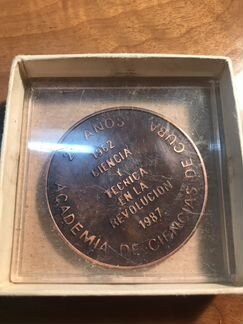 AÑOS
ACADEMIA DE CIENCIAS DE CUBA
1962
CIENCIA
Y
TECNICA
EN LA
REVOLUCION
1987